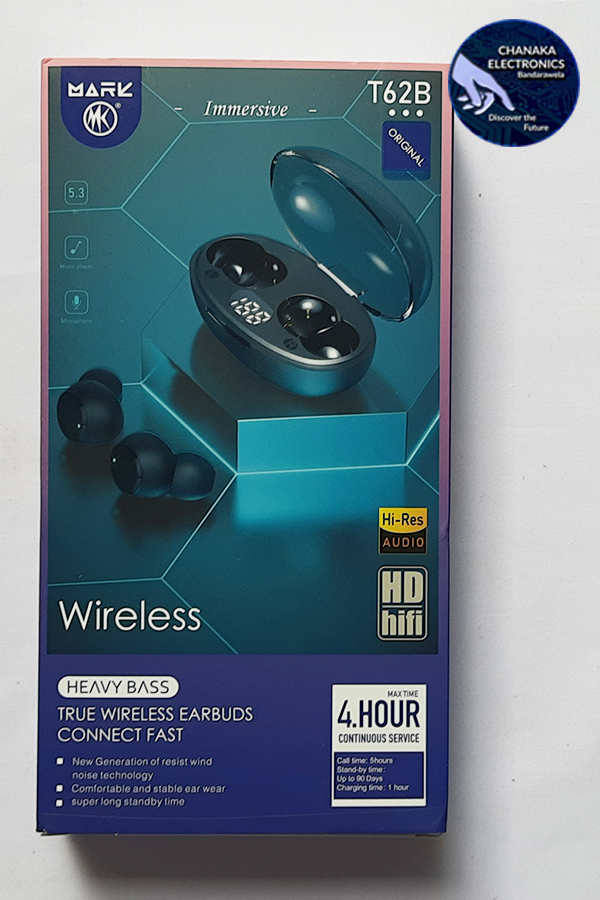 CHANAKA
ELECTRONICS
Bandarawela
Discover the
Future
MARK
MK®
- Immersive -
T62B
ORIGINAL
5.3
Music player
Microphone
188
Hi-Res
AUDIO
HD
hifi
Wireless
HEAVY BASS
TRUE WIRELESS EARBUDS
CONNECT FAST
New Generation of resist wind
noise technology
Comfortable and stable ear wear
super long standby time
MAX TIME
4.HOUR
CONTINUOUS SERVICE
Call time: 5hours
Stand-by time:
Up to 90 Days
Charging time: 1 hour